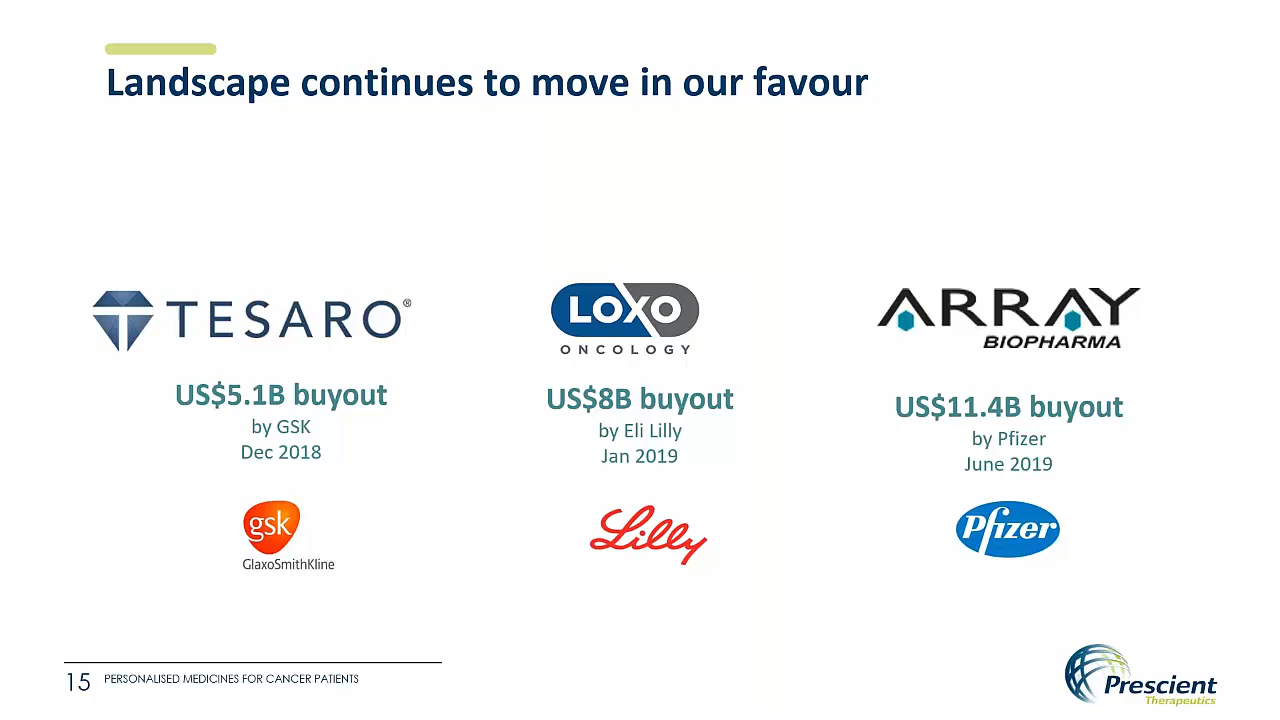 Landscape continues to move in our favour
TESARO®
US$5.1B buyout
by GSK
Dec 2018
gsk
GlaxoSmithKline
LOXO
ONCOLOGY
US$8B buyout
by Eli Lilly
Jan 2019
Lilly
ARRAY
BIOPHARMA
US$11.4B buyout
by Pfizer
June 2019
Pfizer
15 PERSONALISED MEDICINES FOR CANCER PATIENTS
Prescient
Therapeutics